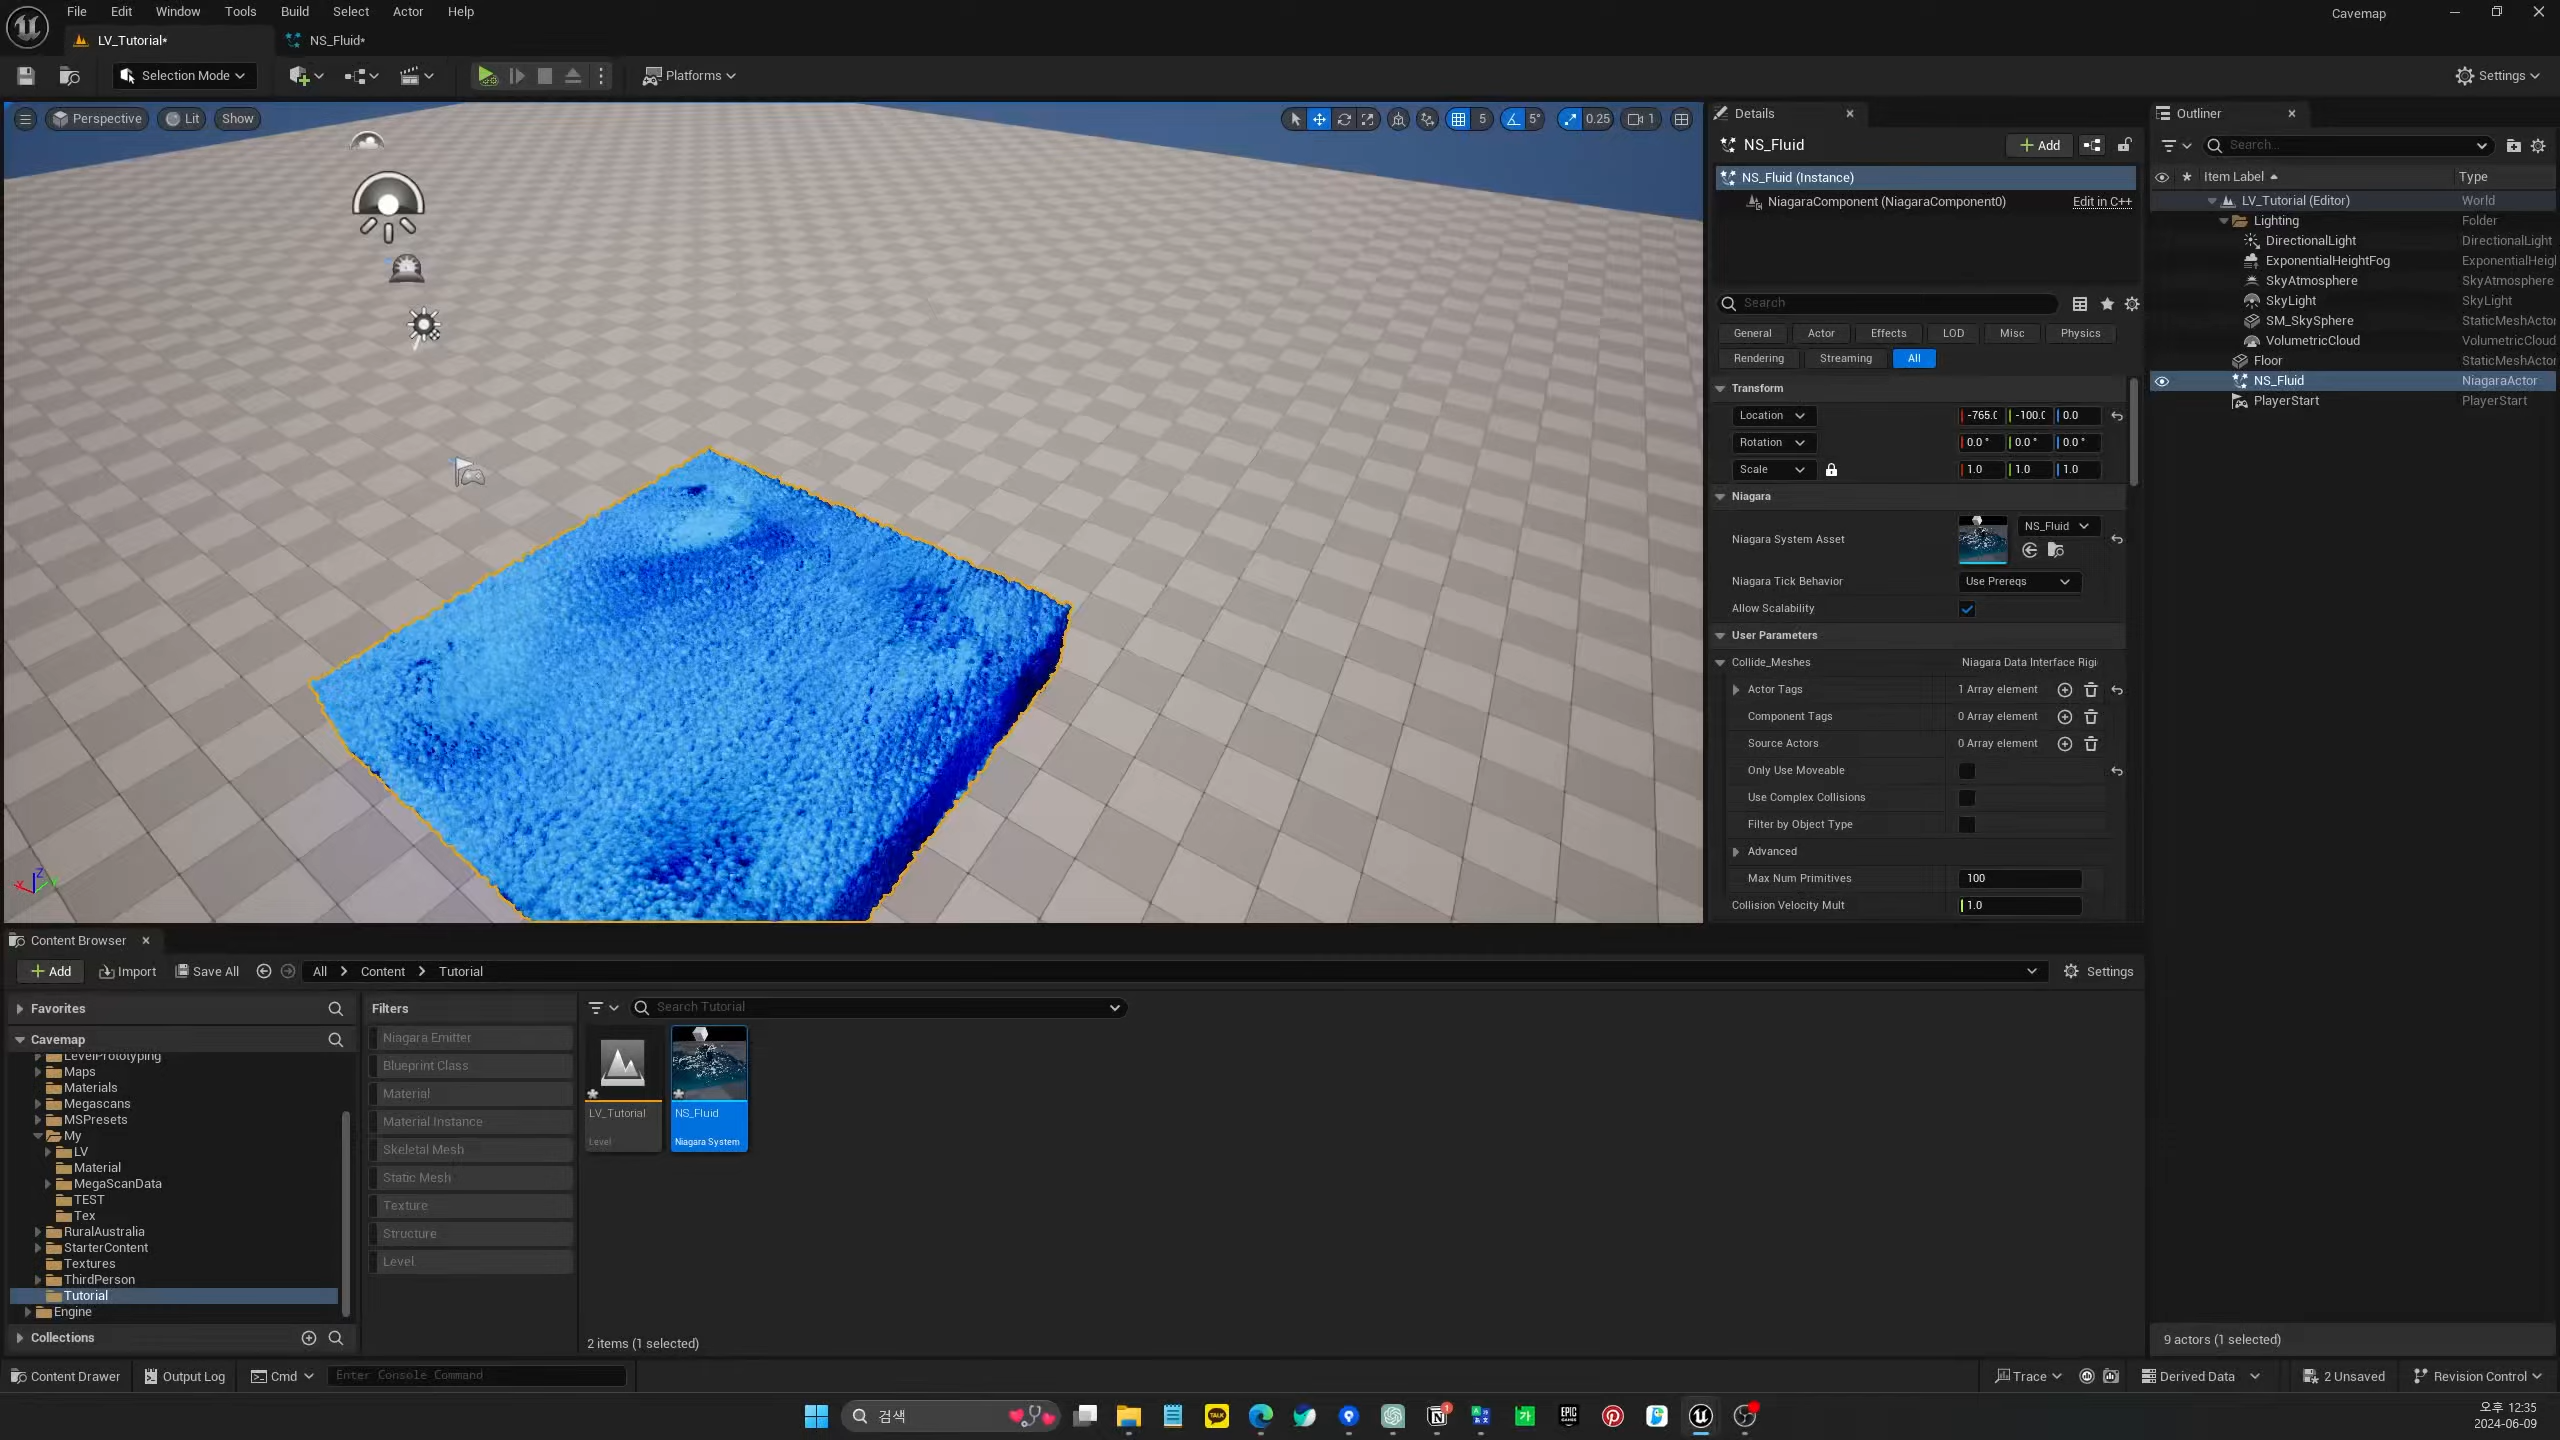 File Edit Window Tools Build Select Actor Help
Cavemap
LV_Tutorial*
NS_Fluid*
Selection Mode
Platforms
Settings
Perspective
Lit
Show
5
5°
0.25
1
Details
NS_Fluid
Add
NS_Fluid (Instance)
NiagaraComponent (NiagaraComponent0)
Edit in C++
Search
General
Actor
Effects
LOD
Misc
Physics
Rendering
Streaming
All
Transform
Location
-765.
-100.
0.0
Rotation
0.0 °
0.0 °
0.0 °
Scale
1.0
1.0
1.0
Niagara
Niagara System Asset
NS_Fluid
Niagara Tick Behavior
Use Prereqs
Allow Scalability
User Parameters
Collide_Meshes
Niagara Data Interface Rigi
Actor Tags
1 Array element
Component Tags
0 Array element
Source Actors
0 Array element
Only Use Moveable
Use Complex Collisions
Filter by Object Type
Advanced
Max Num Primitives
100
Collision Velocity Mult
1.0
Outliner
Search...
Item Label
Type
LV_Tutorial (Editor)
World
Lighting
Folder
DirectionalLight
DirectionalLight
ExponentialHeightFog
ExponentialHeigl
SkyAtmosphere
SkyAtmosphere
SkyLight
SkyLight
SM_SkySphere
StaticMeshActor
VolumetricCloud
VolumetricCloud
Floor
StaticMeshActor
NS_Fluid
NiagaraActor
PlayerStart
PlayerStart
9 actors (1 selected)
Content Browser
Add
Import
Save All
All
Content
Tutorial
Settings
Favorites
Cavemap
LevelPrototyping
Maps
Materials
Megascans
MSPresets
My
LV
Material
MegaScanData
TEST
Tex
RuralAustralia
StarterContent
Textures
ThirdPerson
Tutorial
Engine
Collections
Filters
Niagara Emitter
Blueprint Class
Material
Material Instance
Skeletal Mesh
Static Mesh
Texture
Structure
Level
Search Tutorial
LV_Tutorial
Level
NS_Fluid
Niagara System
2 items (1 selected)
Content Drawer
Output Log
Cmd
Enter Console Command
Trace
Derived Data
2 Unsaved
Revision Control
검색
오후 12:35
2024-06-09